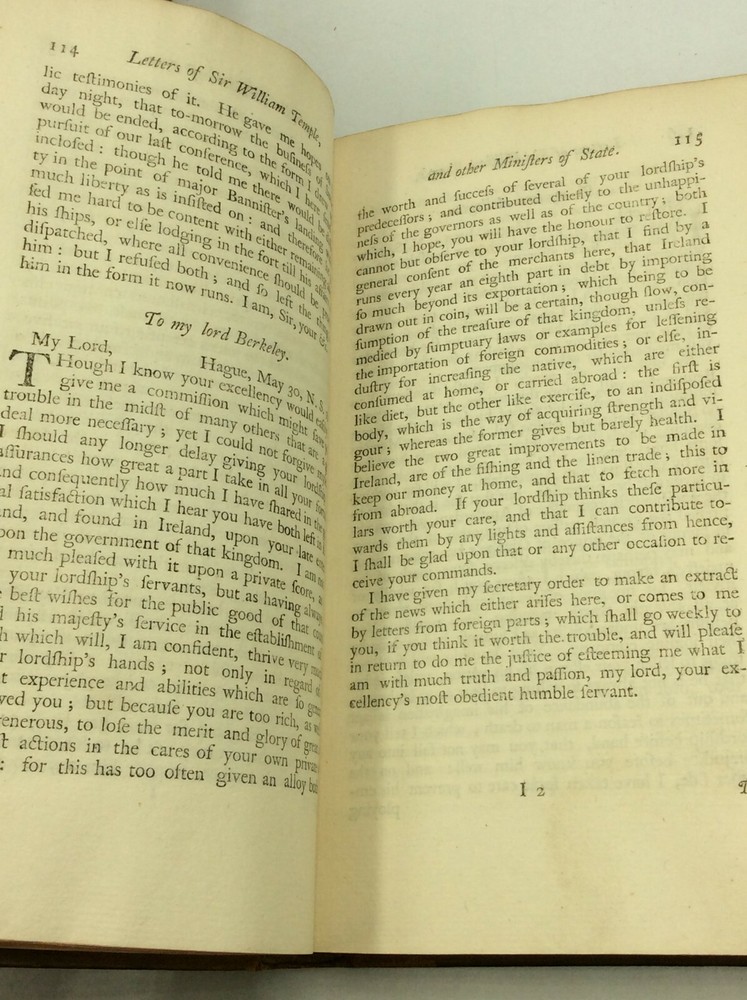 114 Letters of Sir William Temple,
lic teſtimonies of it. He gave me hopes
day night, that to-morrow the buſineſs of
would be ended, according to the form I
purſuit of our laſt conference, which I
incloſed: though he told me there would be
ty in the point of major Banniſter's landing
much liberty as is inſiſted on: and therefore
ſed me hard to be content with either remaining
his ſhips, or elſe lodging in the fort till his
diſpatched, where all convenience ſhould be
him: but I refuſed both; and ſo left the
him in the form it now runs. I am, Sir, your
To my lord Berkeley.
My Lord, Hague, May 30, N. S.
THough I know your excellency would
give me a commiſſion which might
trouble in the midſt of many others that are
deal more neceſſary; yet I could not forgive
I ſhould any longer delay giving your lordſhip
aſſurances how great a part I take in all your
nd conſequently how much I have ſhared in the
al ſatisfaction which I hear you have both left in
nd, and found in Ireland, upon your late
pon the government of that kingdom. I am
much pleaſed with it upon a private ſcore, as
your lordſhip's ſervants, but as having always
beſt wiſhes for the public good of that
d his majeſty's ſervice in the eſtabliſhment of
h which will, I am confident, thrive very
r lordſhip's hands; not only in regard of
t experience and abilities which are ſo
ved you; but becauſe you are too rich, as
enerous, to loſe the merit and glory of
t actions in the cares of your own private
: for this has too often given an alloy
and other Miniſters of State. 115
the worth and ſucceſs of ſeveral of your lordſhip's
predeceſſors; and contributed chiefly to the unhappi-
neſs of the governors as well as of the country; both
which, I hope, you will have the honour to reſtore. I
cannot but obſerve to your lordſhip, that I find by a
general conſent of the merchants here, that Ireland
runs every year an eighth part in debt by importing
ſo much beyond its exportation; which being to be
drawn out in coin, will be a certain, though ſlow, con-
ſumption of the treaſure of that kingdom, unleſs re-
medied by ſumptuary laws or examples for leſſening
the importation of foreign commodities; or elſe, in-
duſtry for increaſing the native, which are either
conſumed at home, or carried abroad: the firſt is
like diet, but the other like exerciſe, to an indiſpoſed
body, which is the way of acquiring ſtrength and vi-
gour; whereas the former gives but barely health. I
believe the two great improvements to be made in
Ireland, are of the fiſhing and the linen trade; this to
keep our money at home, and that to fetch more in
from abroad. If your lordſhip thinks theſe particu-
lars worth your care, and that I can contribute to-
wards them by any lights and aſſiſtances from hence,
I ſhall be glad upon that or any other occaſion to re-
ceive your commands.
I have given my ſecretary order to make an extract
of the news which either ariſes here, or comes to me
by letters from foreign parts; which ſhall go weekly to
you, if you think it worth the trouble, and will pleaſe
in return to do me the juſtice of eſteeming me what I
am with much truth and paſſion, my lord, your ex-
cellency's moſt obedient humble ſervant.
I 2